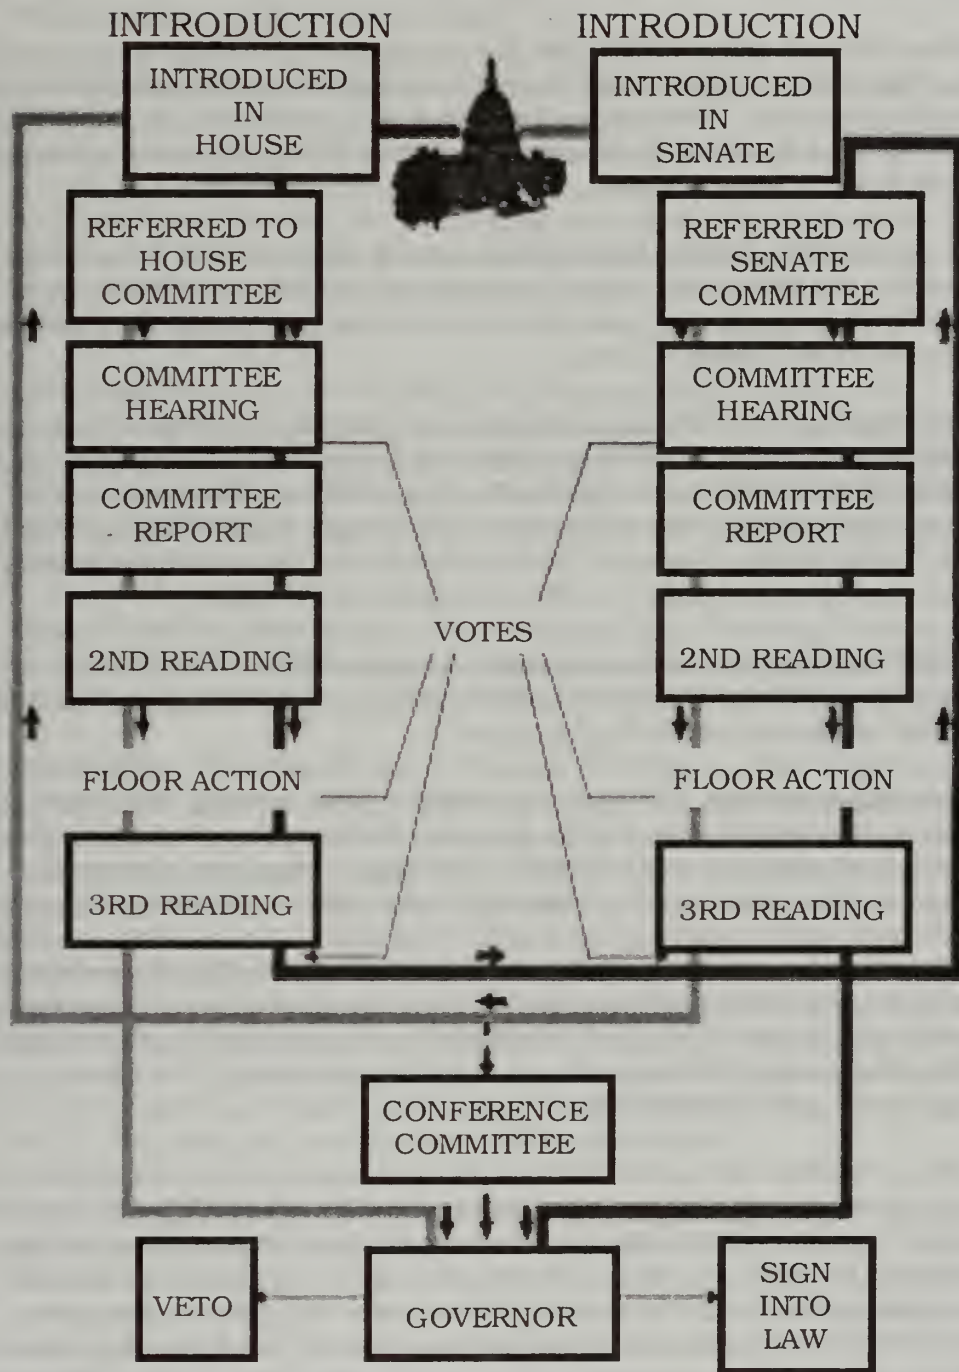 INTRODUCTION
INTRODUCED
IN
HOUSE
REFERRED TO
HOUSE
COMMITTEE
COMMITTEE
HEARING
COMMITTEE
REPORT
2ND READING
FLOOR ACTION
3RD READING
INTRODUCTION
INTRODUCED
IN
SENATE
REFERRED TO
SENATE
COMMITTEE
COMMITTEE
HEARING
COMMITTEE
REPORT
2ND READING
FLOOR ACTION
3RD READING
VOTES
CONFERENCE
COMMITTEE
VETO
GOVERNOR
SIGN
INTO
LAW